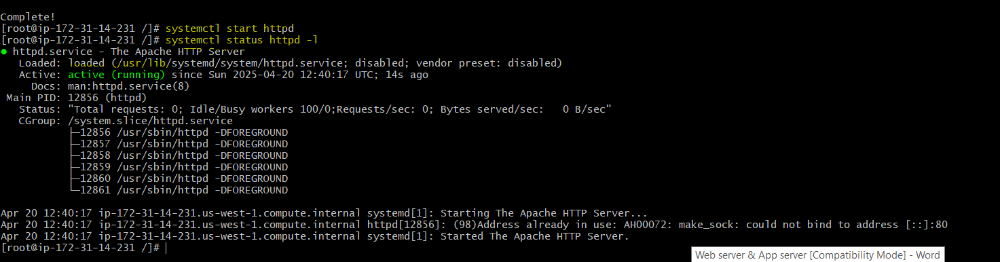 Complete!
[root@ip-172-31-14-231 /]# systemctl start httpd
[root@ip-172-31-14-231 /]# systemctl status httpd -l
● httpd.service - The Apache HTTP Server
   Loaded: loaded (/usr/lib/systemd/system/httpd.service; disabled; vendor preset: disabled)
   Active: active (running) since Sun 2025-04-20 12:40:17 UTC; 14s ago
     Docs: man:httpd.service(8)
 Main PID: 12856 (httpd)
   Status: "Total requests: 0; Idle/Busy workers 100/0;Requests/sec: 0; Bytes served/sec:   0 B/sec"
   CGroup: /system.slice/httpd.service
           ├─12856 /usr/sbin/httpd -DFOREGROUND
           ├─12857 /usr/sbin/httpd -DFOREGROUND
           ├─12858 /usr/sbin/httpd -DFOREGROUND
           ├─12859 /usr/sbin/httpd -DFOREGROUND
           ├─12860 /usr/sbin/httpd -DFOREGROUND
           └─12861 /usr/sbin/httpd -DFOREGROUND
Apr 20 12:40:17 ip-172-31-14-231.us-west-1.compute.internal systemd[1]: Starting The Apache HTTP Server...
Apr 20 12:40:17 ip-172-31-14-231.us-west-1.compute.internal httpd[12856]: (98)Address already in use: AH00072: make_sock: could not bind to address [::]:80
Apr 20 12:40:17 ip-172-31-14-231.us-west-1.compute.internal systemd[1]: Started The Apache HTTP Server.
[root@ip-172-31-14-231 /]#
Web server & App server [Compatibility Mode] - Word